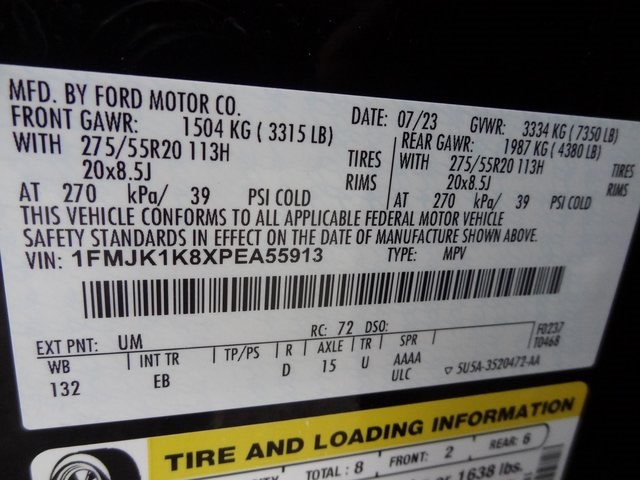 MFD. BY FORD MOTOR CO.
DATE: 07/23 GVWR: 3334 KG (7350 LB)
FRONT GAWR: 1504 KG (3315 LB) REAR GAWR: 1987 KG (4380 LB)
WITH 275/55R20 113H TIRES WITH 275/55R20 113H TIRES
20x8.5J RIMS 20x8.5J RIMS
AT 270 kPa/ 39 PSI COLD AT 270 kPa/ 39 PSI COLD
THIS VEHICLE CONFORMS TO ALL APPLICABLE FEDERAL MOTOR VEHICLE
SAFETY STANDARDS IN EFFECT ON THE DATE OF MANUFACTURE SHOWN ABOVE.
VIN: 1FMJK1K8XPEA55913 TYPE: MPV
EXT PNT: UM RC: 72 DSO: F0237
T0468
WB INT TR TP/PS R AXLE TR SPR
132 EB D 15 U AAAA
ULC 5U5A-3520472-AA
TIRE AND LOADING INFORMATION
TOTAL: 8 FRONT: 2 REAR: 6
or 1638 lbs.